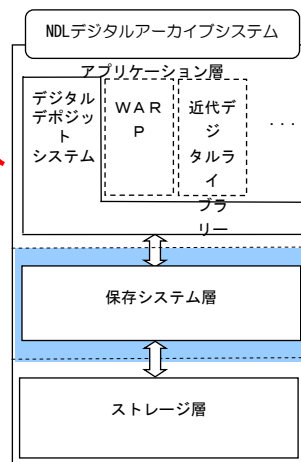 NDLデジタルアーカイブシステム
アプリケーション層
デジタル
デポジッ
ト
システム
ＷＡＲ
Ｐ
近代デ
ジ
タルライ
ブラ
リー
...
保存システム層
ストレージ層